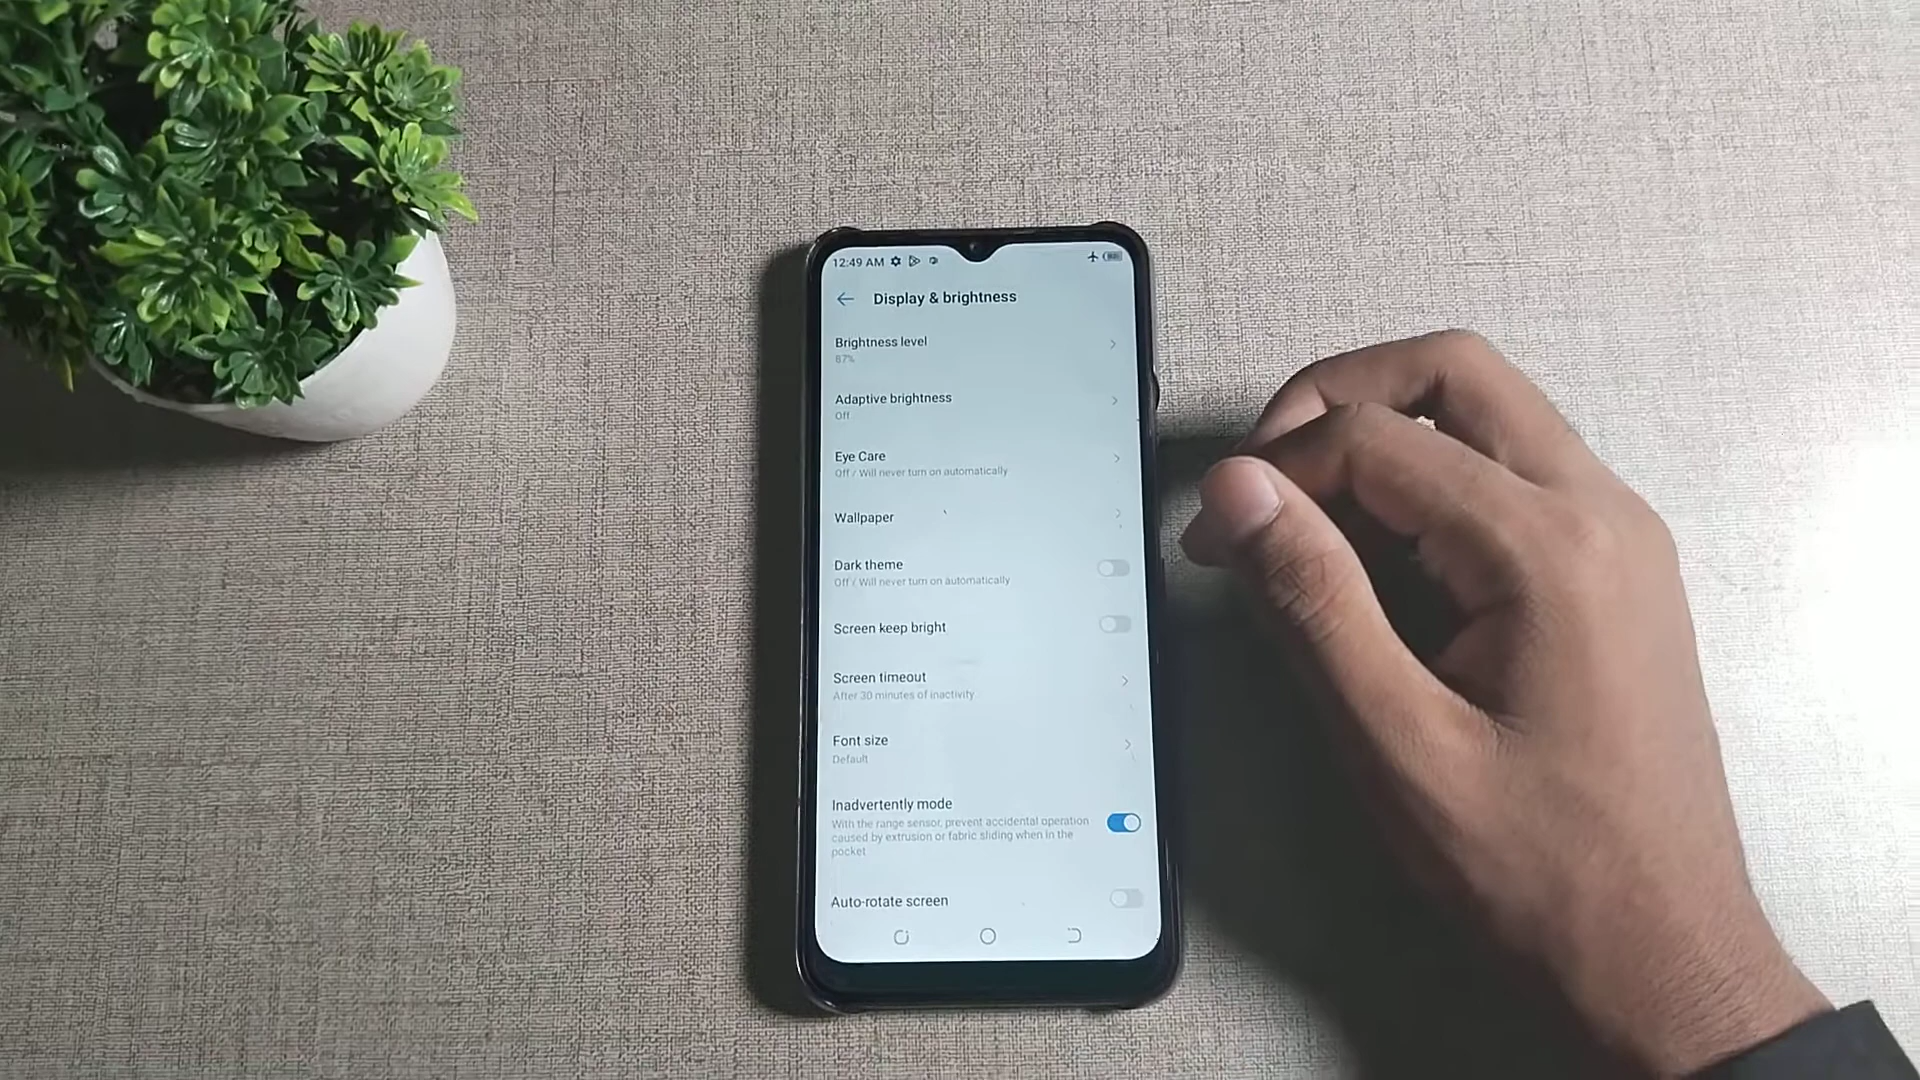 12:49 AM
Display & brightness
Brightness level
87%
Adaptive brightness
Off
Eye Care
Off / Will never turn on automatically
Wallpaper
Dark theme
Off / Will never turn on automatically
Screen keep bright
Screen timeout
After 30 minutes of inactivity
Font size
Default
Inadvertently mode
With the range sensor, prevent accidental operation
caused by extrusion or fabric sliding when in the
pocket
Auto-rotate screen